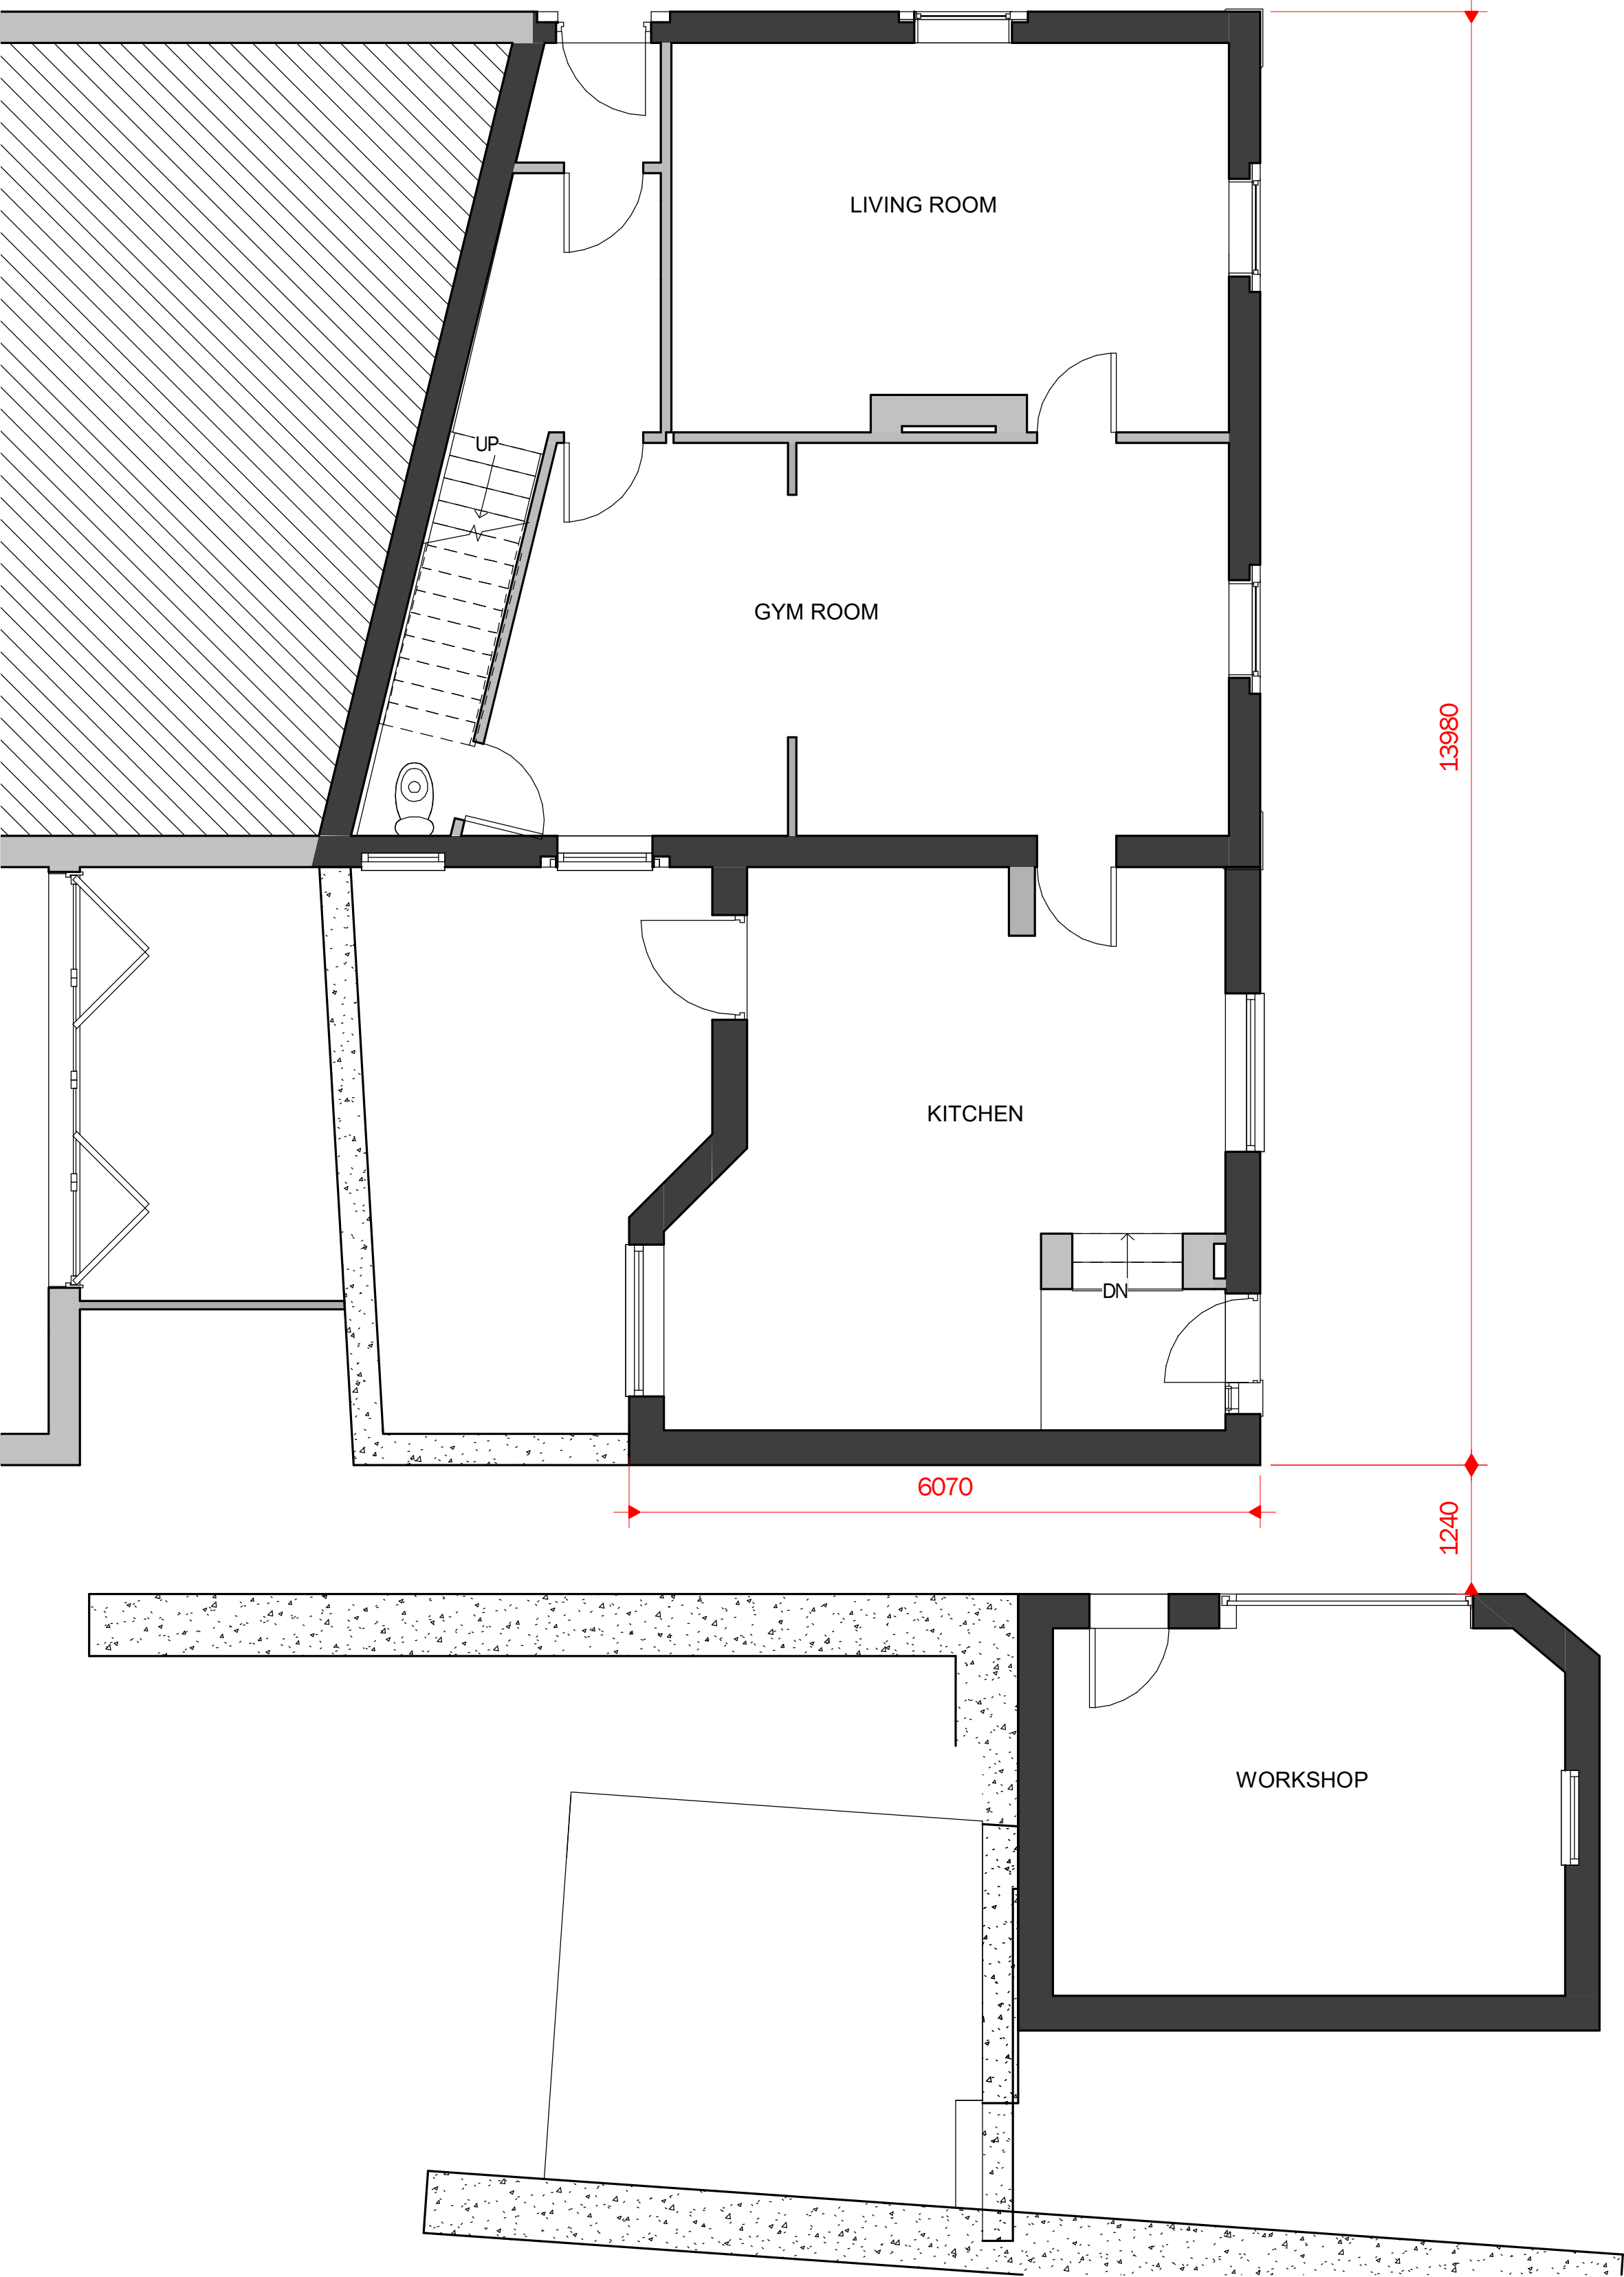 LIVING ROOM
UP
GYM ROOM
13980
KITCHEN
DN
6070
1240
WORKSHOP